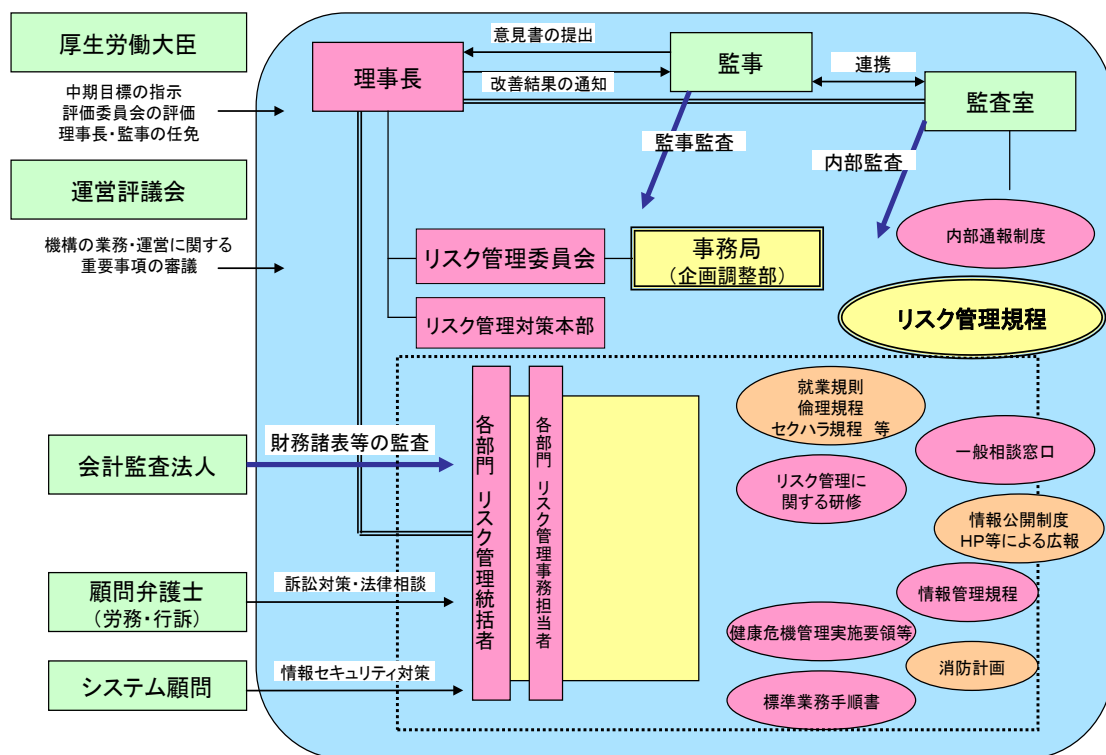 厚生労働大臣
中期目標の指示
評価委員会の評価
理事長・監事の任免
運営評議会
機構の業務・運営に関する
重要事項の審議
会計監査法人
財務諸表等の監査
顧問弁護士
（労務・行訴）
訴訟対策・法律相談
システム顧問
情報セキュリティ対策
理事長
意見書の提出
改善結果の通知
監事
連携
監査室
監事監査
内部監査
内部通報制度
リスク管理委員会
事務局
（企画調整部）
リスク管理対策本部
リスク管理規程
各部門 リスク管理統括者
各部門 リスク管理事務担当者
就業規則
倫理規程
セクハラ規程 等
一般相談窓口
リスク管理に
関する研修
情報公開制度
HP等による広報
情報管理規程
健康危機管理実施要領等
消防計画
標準業務手順書